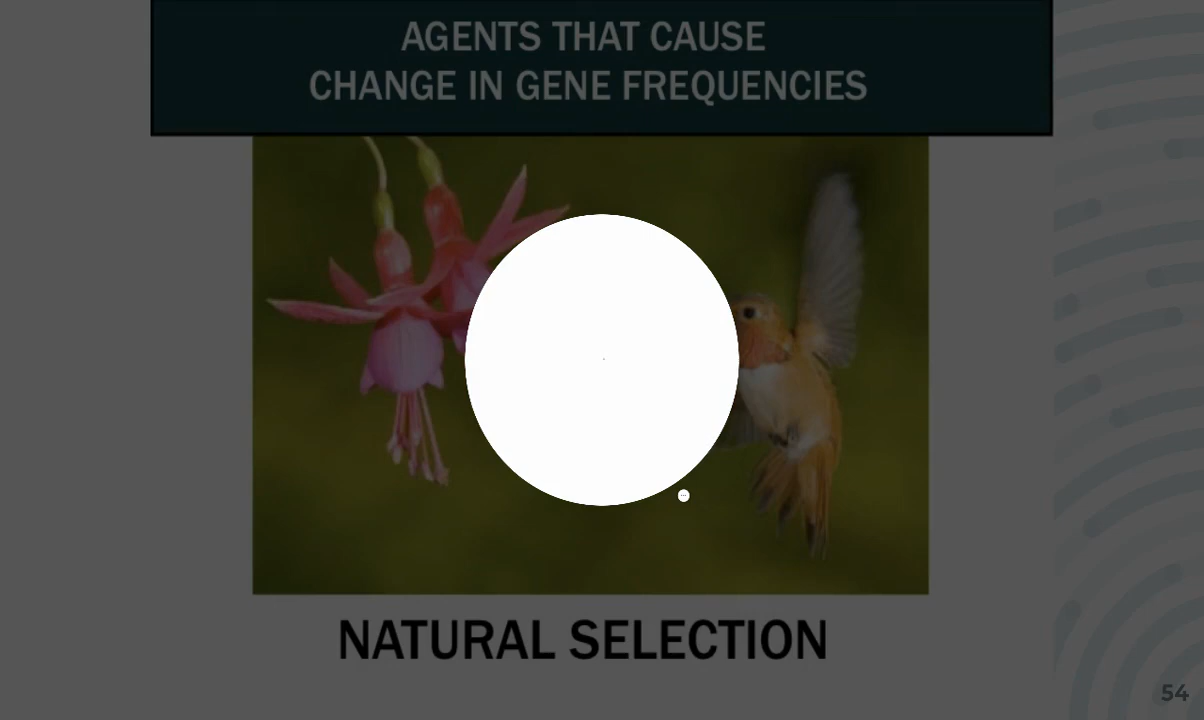 AGENTS THAT CAUSE
CHANGE IN GENE FREQUENCIES
NATURAL SELECTION
54